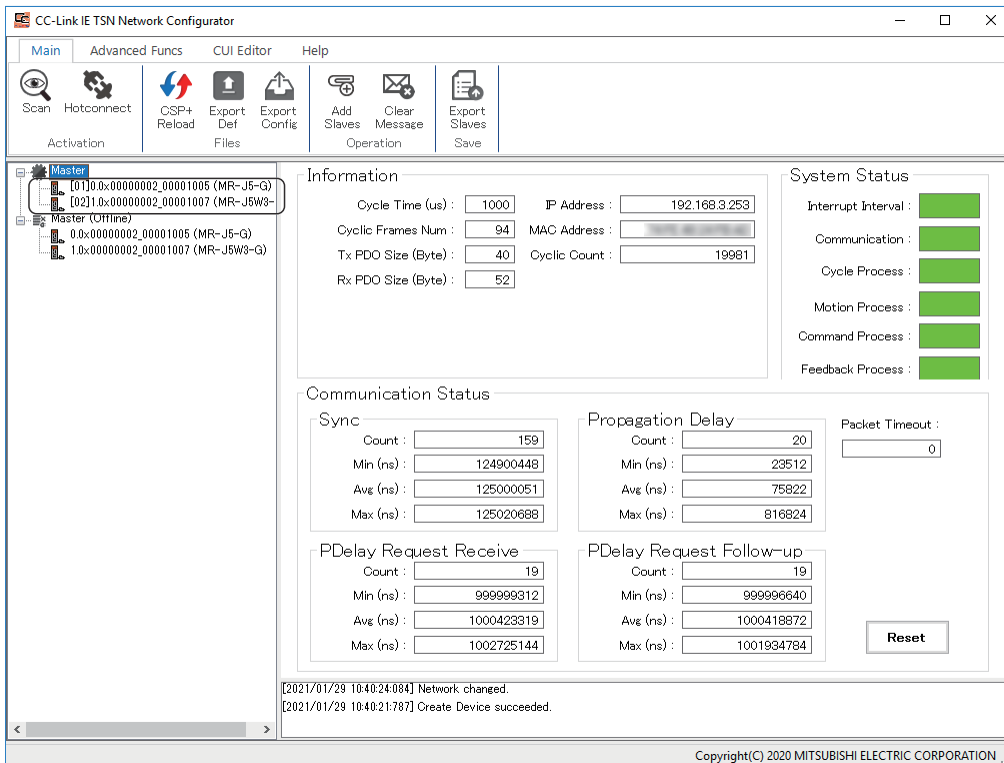 CC-Link IE TSN Network Configurator
Main Advanced Funcs CUI Editor Help
Scan
Hotconnect
Activation
CSP+
Reload
Export
Def
Export
Config
Files
Add
Slaves
Clear
Message
Operation
Export
Slaves
Save
Master
[01]0.0x00000002_00001005 (MR-J5-G)
[02]1.0x00000002_00001007 (MR-J5W3-
Master (Offline)
0.0x00000002_00001005 (MR-J5-G)
1.0x00000002_00001007 (MR-J5W3-G)
Information
Cycle Time (us) : 1000
Cyclic Frames Num : 94
Tx PDO Size (Byte) : 40
Rx PDO Size (Byte) : 52
IP Address : 192.168.3.253
MAC Address :
Cyclic Count : 19981
System Status
Interrupt Interval :
Communication :
Cycle Process :
Motion Process :
Command Process :
Feedback Process :
Communication Status
Sync
Count : 159
Min (ns) : 124900448
Avg (ns) : 125000051
Max (ns) : 125020688
Propagation Delay
Count : 20
Min (ns) : 23512
Avg (ns) : 75822
Max (ns) : 816824
Packet Timeout :
0
PDelay Request Receive
Count : 19
Min (ns) : 999999312
Avg (ns) : 1000423319
Max (ns) : 1002725144
PDelay Request Follow-up
Count : 19
Min (ns) : 999996640
Avg (ns) : 1000418872
Max (ns) : 1001934784
Reset
[2021/01/29 10:40:24:084] Network changed.
[2021/01/29 10:40:21:787] Create Device succeeded.
Copyright(C) 2020 MITSUBISHI ELECTRIC CORPORATION